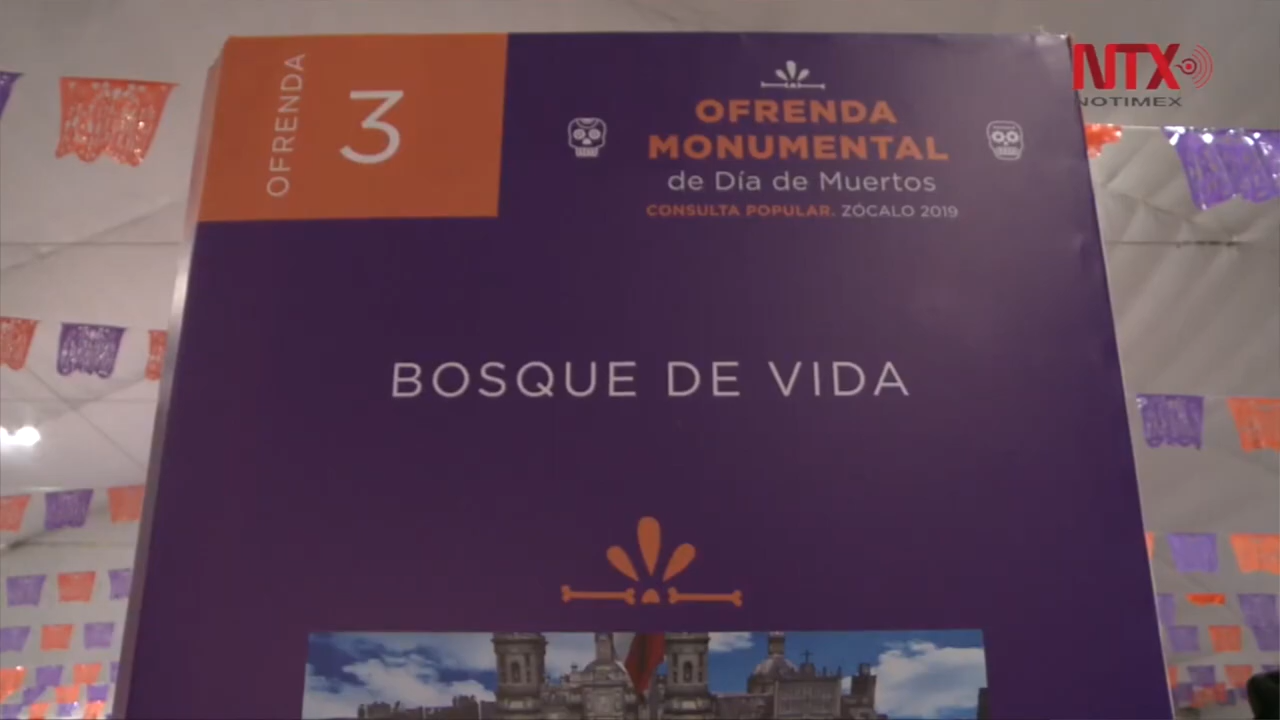 OFRENDA
3
OFRENDA
MONUMENTAL
de Día de Muertos
CONSULTA POPULAR. ZÓCALO 2019
BOSQUE DE VIDA
NTX
NOTIMEX